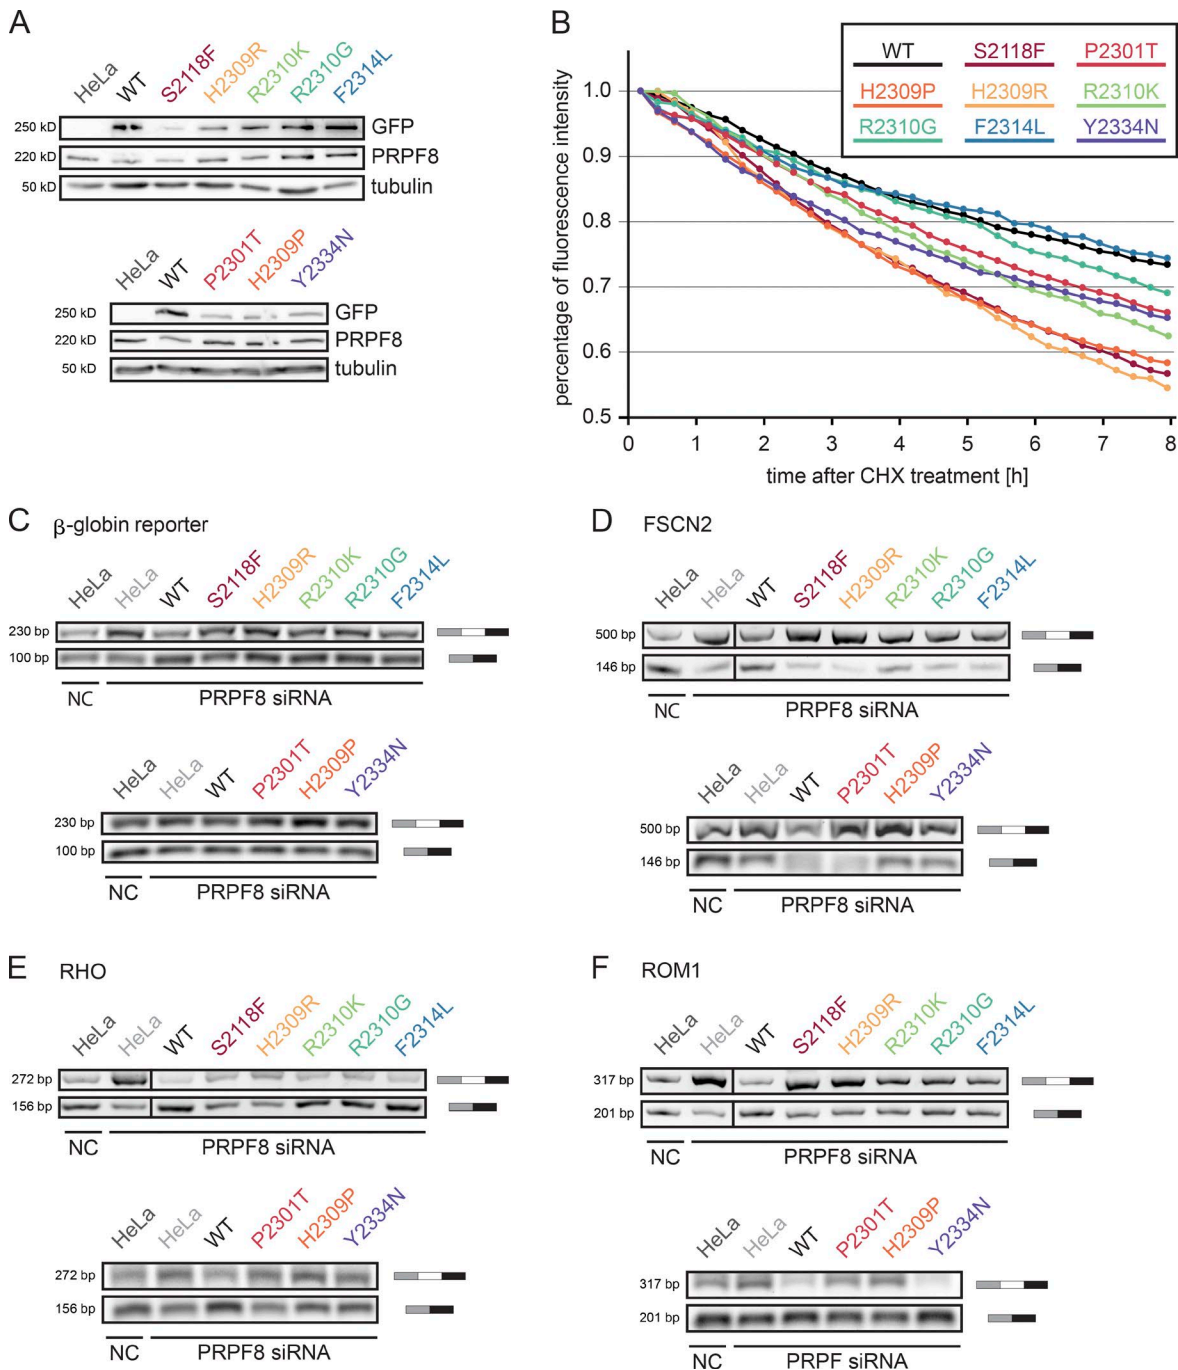 A
HeLa WT S2118F H2309R R2310K R2310G F2314L
250 kD GFP
220 kD PRPF8
50 kD tubulin
HeLa WT P2301T H2309P Y2334N
250 kD GFP
220 kD PRPF8
50 kD tubulin
B
WT S2118F P2301T
H2309P H2309R R2310K
R2310G F2314L Y2334N
percentage of fluorescence intensity
1.0
0.9
0.8
0.7
0.6
0.5
0 1 2 3 4 5 6 7 8
time after CHX treatment [h]
C β-globin reporter
HeLa HeLa WT S2118F H2309R R2310K R2310G F2314L
230 bp
100 bp
NC PRPF8 siRNA
HeLa HeLa WT P2301T H2309P Y2334N
230 bp
100 bp
NC PRPF8 siRNA
D FSCN2
HeLa HeLa WT S2118F H2309R R2310K R2310G F2314L
500 bp
146 bp
NC PRPF8 siRNA
HeLa HeLa WT P2301T H2309P Y2334N
500 bp
146 bp
NC PRPF8 siRNA
E RHO
HeLa HeLa WT S2118F H2309R R2310K R2310G F2314L
272 bp
156 bp
NC PRPF8 siRNA
HeLa HeLa WT P2301T H2309P Y2334N
272 bp
156 bp
NC PRPF8 siRNA
F ROM1
HeLa HeLa WT S2118F H2309R R2310K R2310G F2314L
317 bp
201 bp
NC PRPF8 siRNA
HeLa HeLa WT P2301T H2309P Y2334N
317 bp
201 bp
NC PRPF siRNA